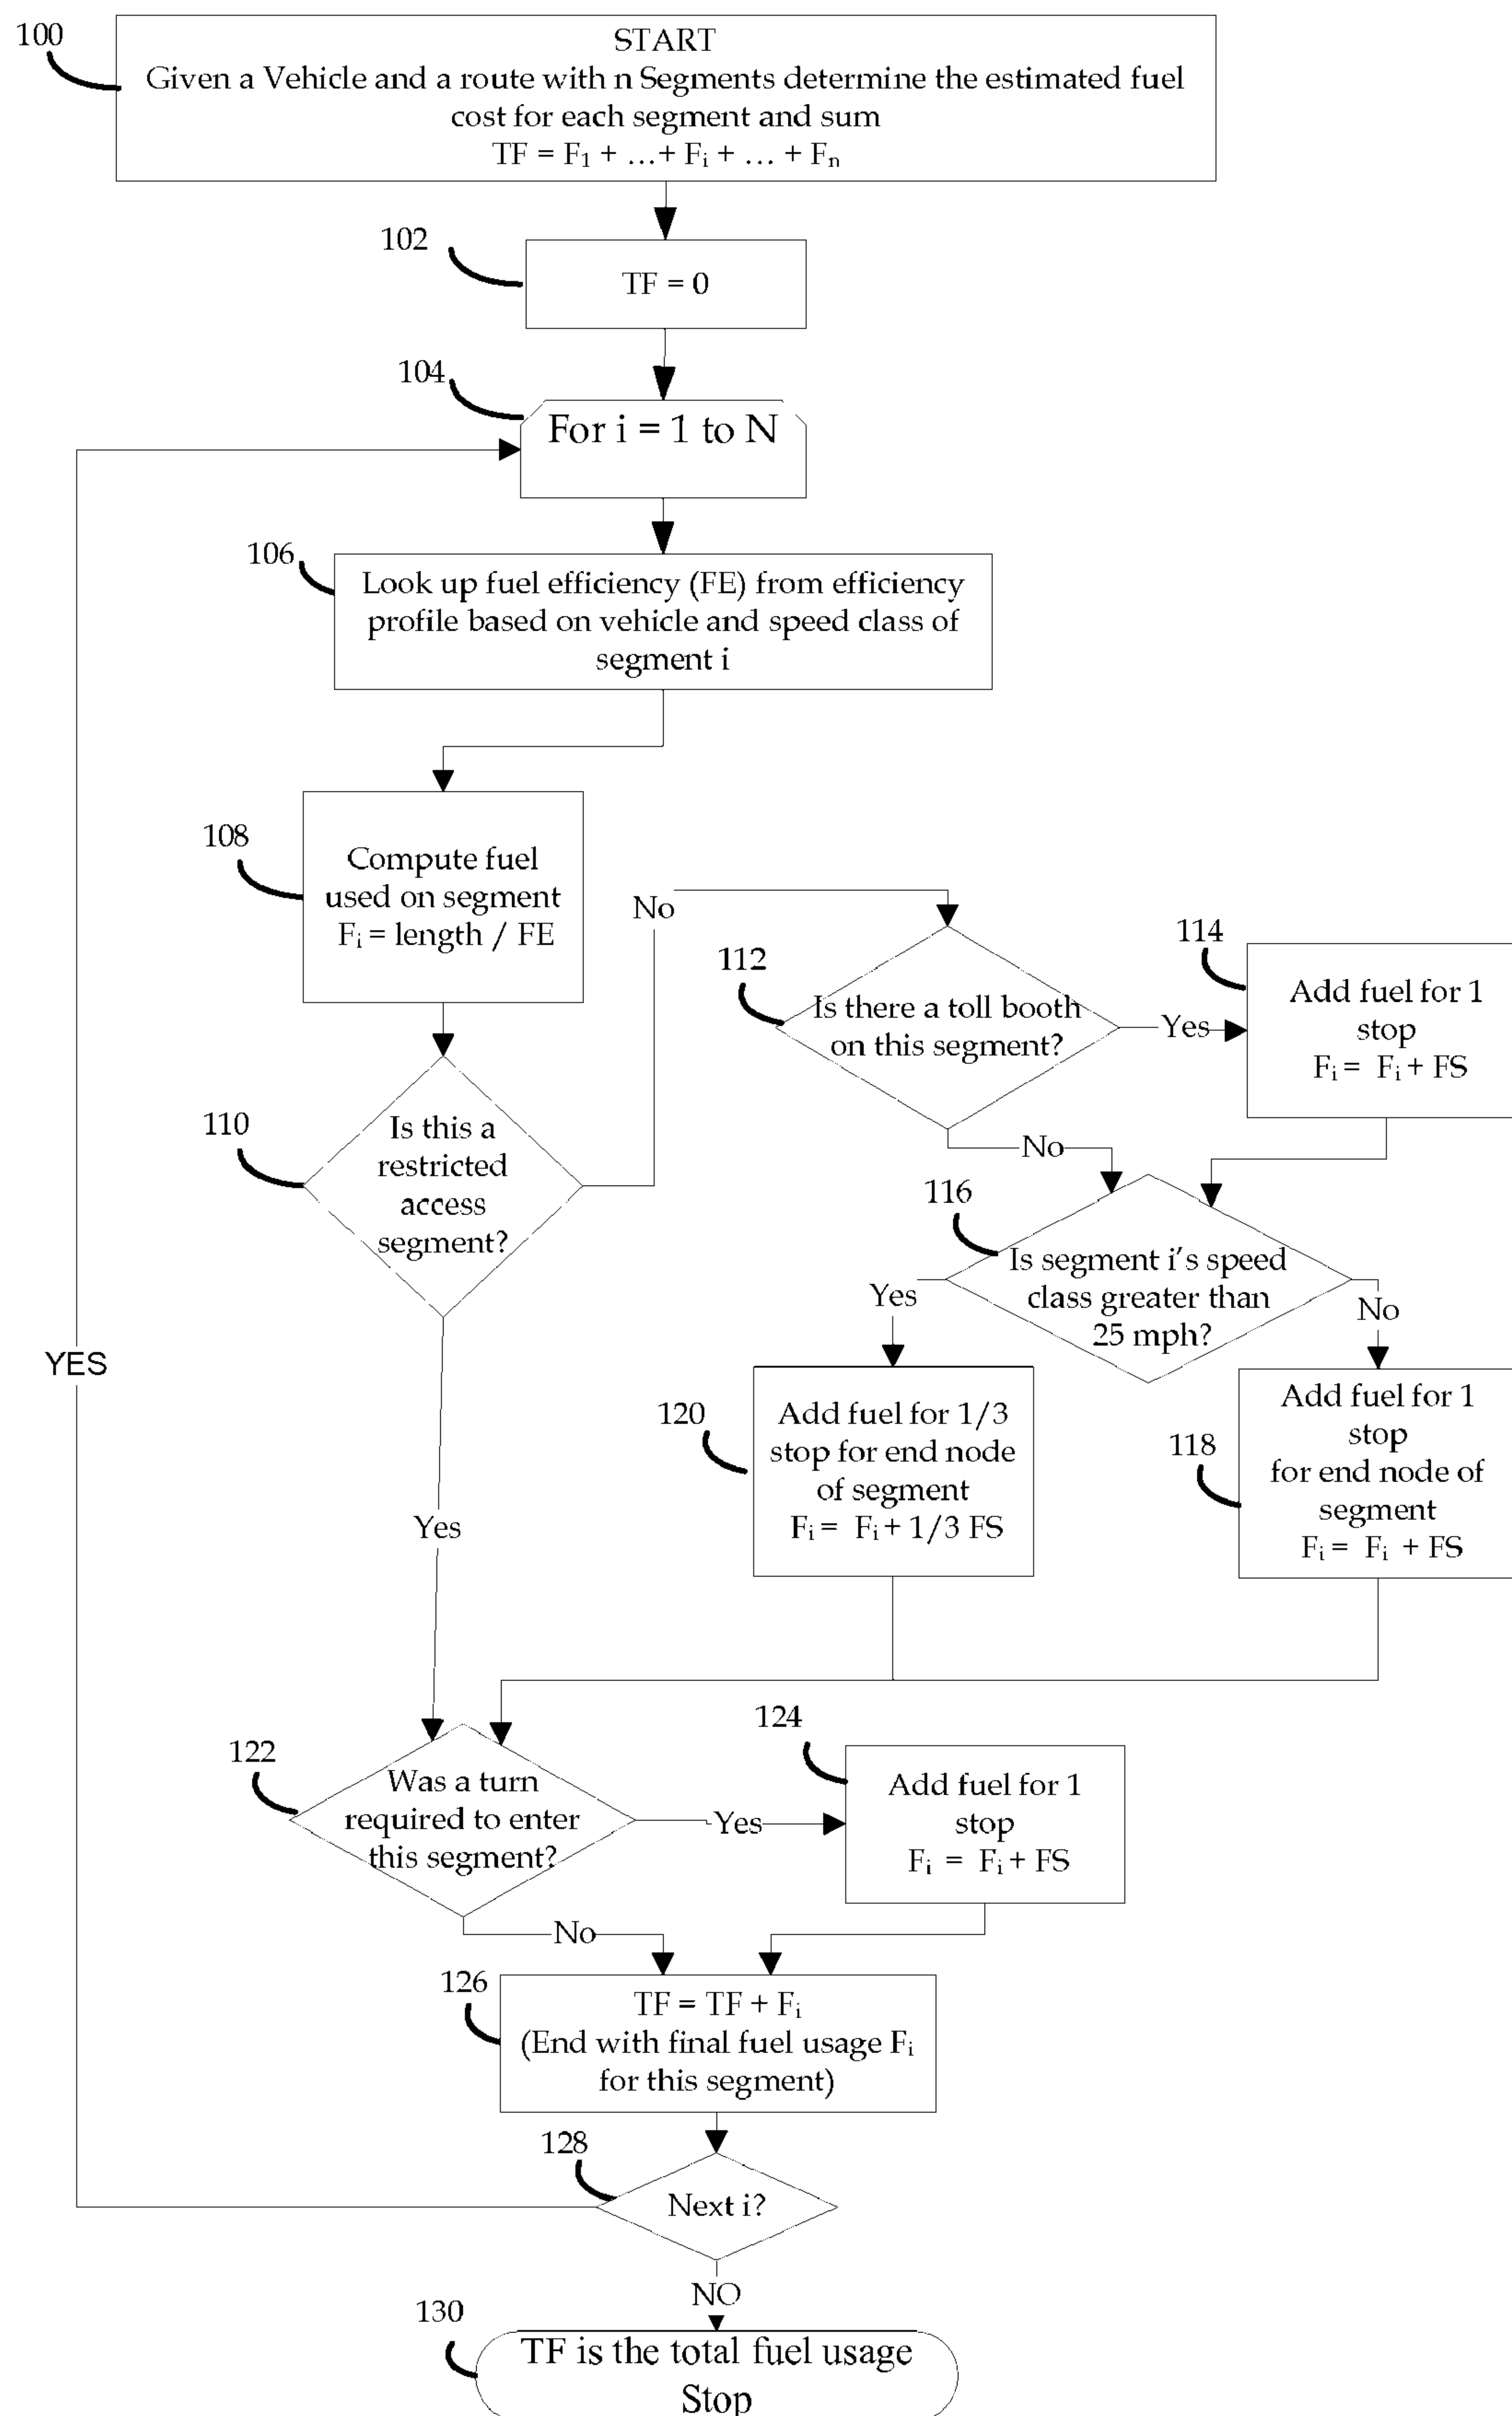 100
START
Given a Vehicle and a route with n Segments determine the estimated fuel
cost for each segment and sum
TF = F₁ + …+ Fᵢ + … + Fₙ
102
TF = 0
104
For i = 1 to N
106
Look up fuel efficiency (FE) from efficiency
profile based on vehicle and speed class of
segment i
108
Compute fuel
used on segment
Fᵢ = length / FE
No
110
Is this a
restricted
access
segment?
112
Is there a toll booth
on this segment?
Yes
114
Add fuel for 1
stop
Fᵢ = Fᵢ + FS
No
116
Is segment i's speed
class greater than
25 mph?
Yes
No
YES
120
Add fuel for 1/3
stop for end node
of segment
Fᵢ = Fᵢ + 1/3 FS
118
Add fuel for 1
stop
for end node of
segment
Fᵢ = Fᵢ + FS
Yes
122
Was a turn
required to enter
this segment?
Yes
124
Add fuel for 1
stop
Fᵢ = Fᵢ + FS
No
126
TF = TF + Fᵢ
(End with final fuel usage Fᵢ
for this segment)
128
Next i?
NO
130
TF is the total fuel usage
Stop